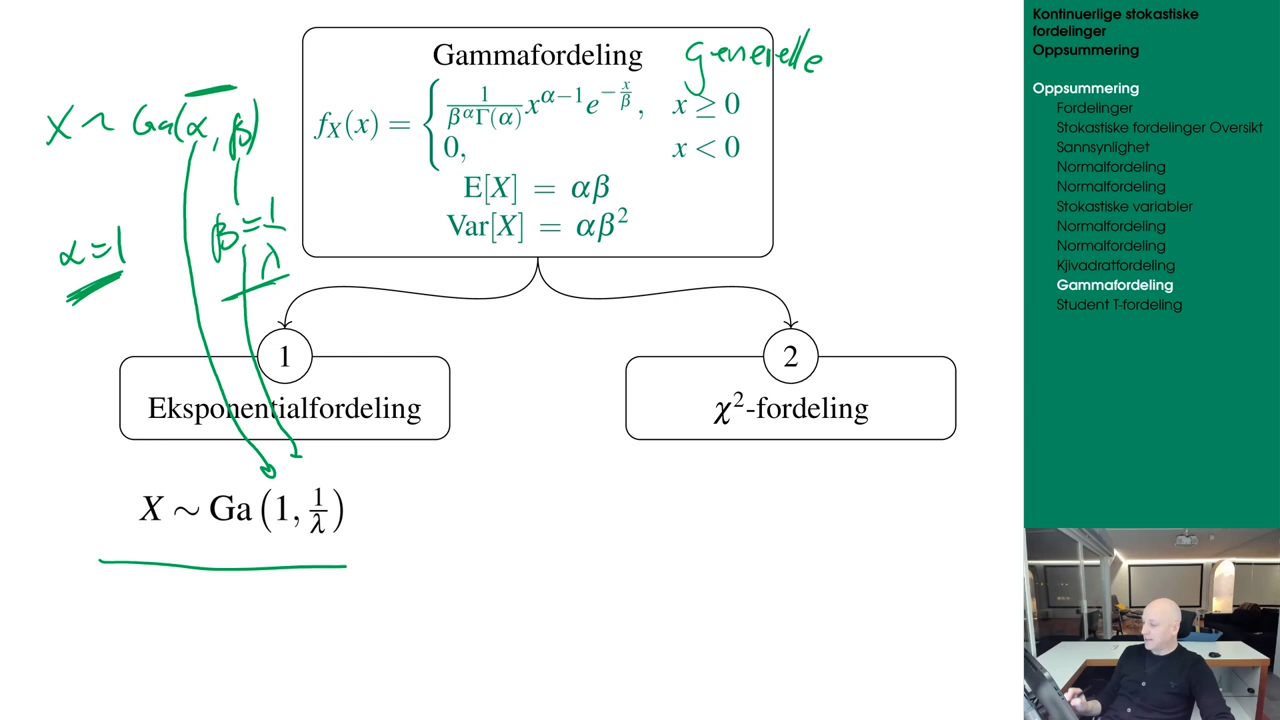 Gammafordeling
generelle
f_X(x) = { 1/(β^αΓ(α)) x^(α−1) e^(−x/β), x ≥ 0
0, x < 0
E[X] = αβ
Var[X] = αβ²
X ~ Ga(α, β)
α = 1
β = 1/λ
1
Eksponentialfordeling
X ∼ Ga(1, 1/λ)
2
χ²-fordeling
Kontinuerlige stokastiske
fordelinger
Oppsummering
Oppsummering
Fordelinger
Stokastiske fordelinger Oversikt
Sannsynlighet
Normalfordeling
Normalfordeling
Stokastiske variabler
Normalfordeling
Normalfordeling
Kjivadratfordeling
Gammafordeling
Student T-fordeling